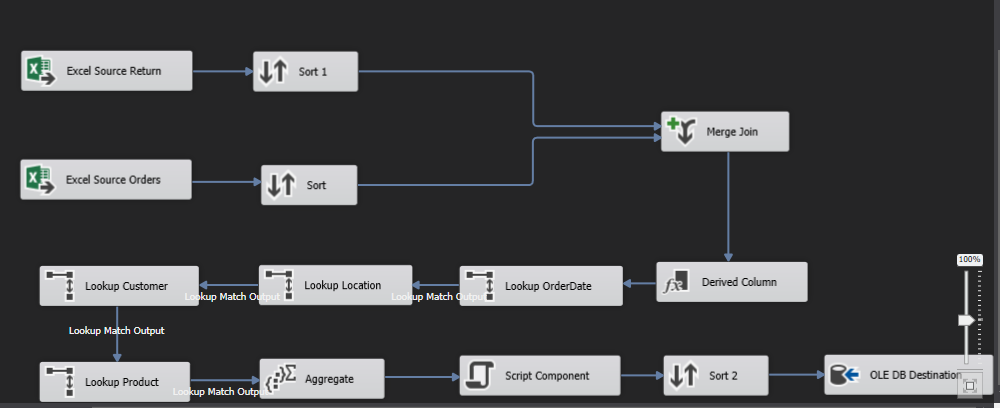 Excel Source Return
Sort 1
Merge Join
Excel Source Orders
Sort
100%
Derived Column
Lookup OrderDate
Lookup Match Output
Lookup Location
Lookup Match Output
Lookup Customer
Lookup Match Output
Lookup Product
Lookup Match Output
Aggregate
Script Component
Sort 2
OLE DB Destination